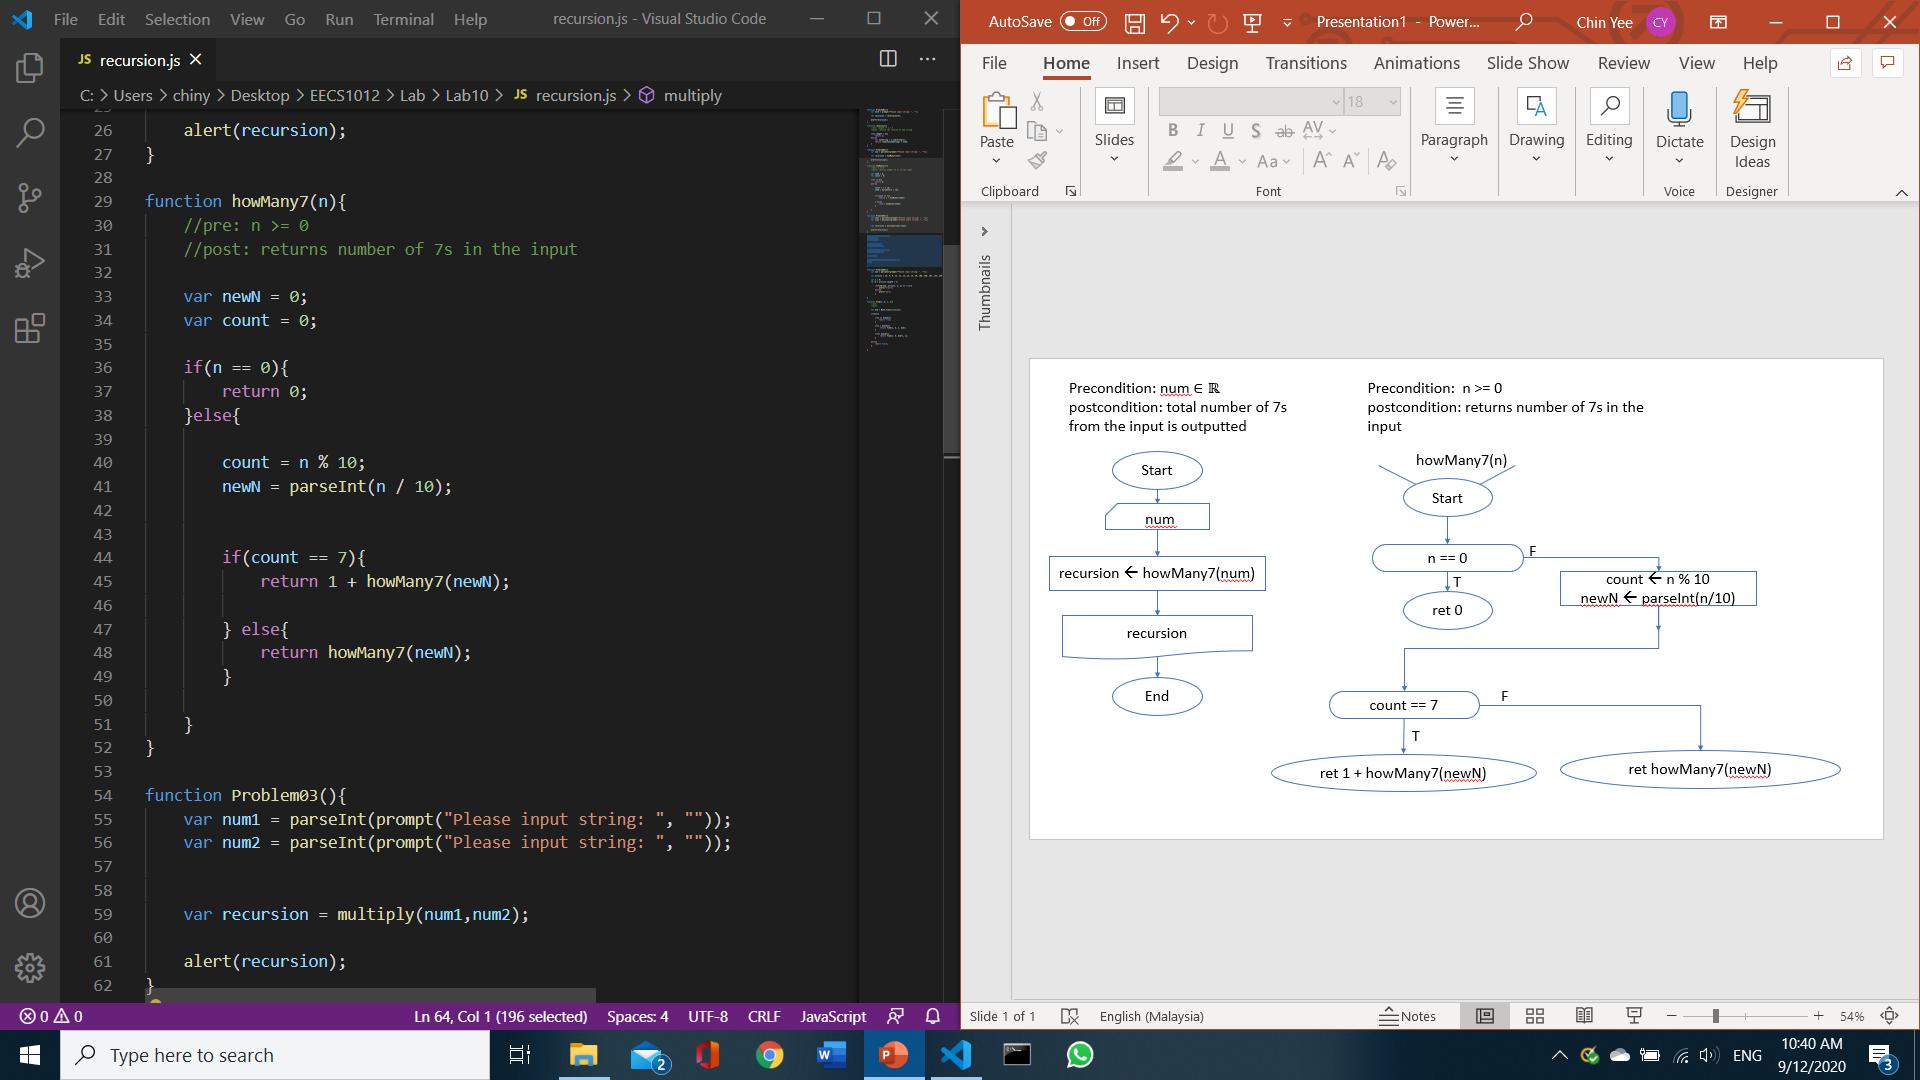 File Edit Selection View Go Run Terminal Help recursion.js - Visual Studio Code
JS recursion.js
C: > Users > chiny > Desktop > EECS1012 > Lab > Lab10 > JS recursion.js > multiply
26 alert(recursion);
27 }
28
29 function howMany7(n){
30 //pre: n >= 0
31 //post: returns number of 7s in the input
32
33 var newN = 0;
34 var count = 0;
35
36 if(n == 0){
37 return 0;
38 }else{
39
40 count = n % 10;
41 newN = parseInt(n / 10);
42
43
44 if(count == 7){
45 return 1 + howMany7(newN);
46
47 } else{
48 return howMany7(newN);
49 }
50
51 }
52 }
53
54 function Problem03(){
55 var num1 = parseInt(prompt("Please input string: ", ""));
56 var num2 = parseInt(prompt("Please input string: ", ""));
57
58
59 var recursion = multiply(num1,num2);
60
61 alert(recursion);
62 }
0 0 Ln 64, Col 1 (196 selected) Spaces: 4 UTF-8 CRLF JavaScript
AutoSave Off Presentation1 - Power... Chin Yee CY
File Home Insert Design Transitions Animations Slide Show Review View Help
18
B I U S ab AV
A Aa A A A
Paste Slides Paragraph Drawing Editing Dictate Design Ideas
Clipboard Font Voice Designer
Thumbnails
Precondition: num ∈ ℝ
postcondition: total number of 7s
from the input is outputted
Start
num
recursion ← howMany7(num)
recursion
End
Precondition: n >= 0
postcondition: returns number of 7s in the
input
howMany7(n)
Start
n == 0
F
T
ret 0
count ← n % 10
newN ← parseInt(n/10)
count == 7
F
T
ret 1 + howMany7(newN)
ret howMany7(newN)
Slide 1 of 1 English (Malaysia) Notes 54%
Type here to search
2
ENG
10:40 AM
9/12/2020
3